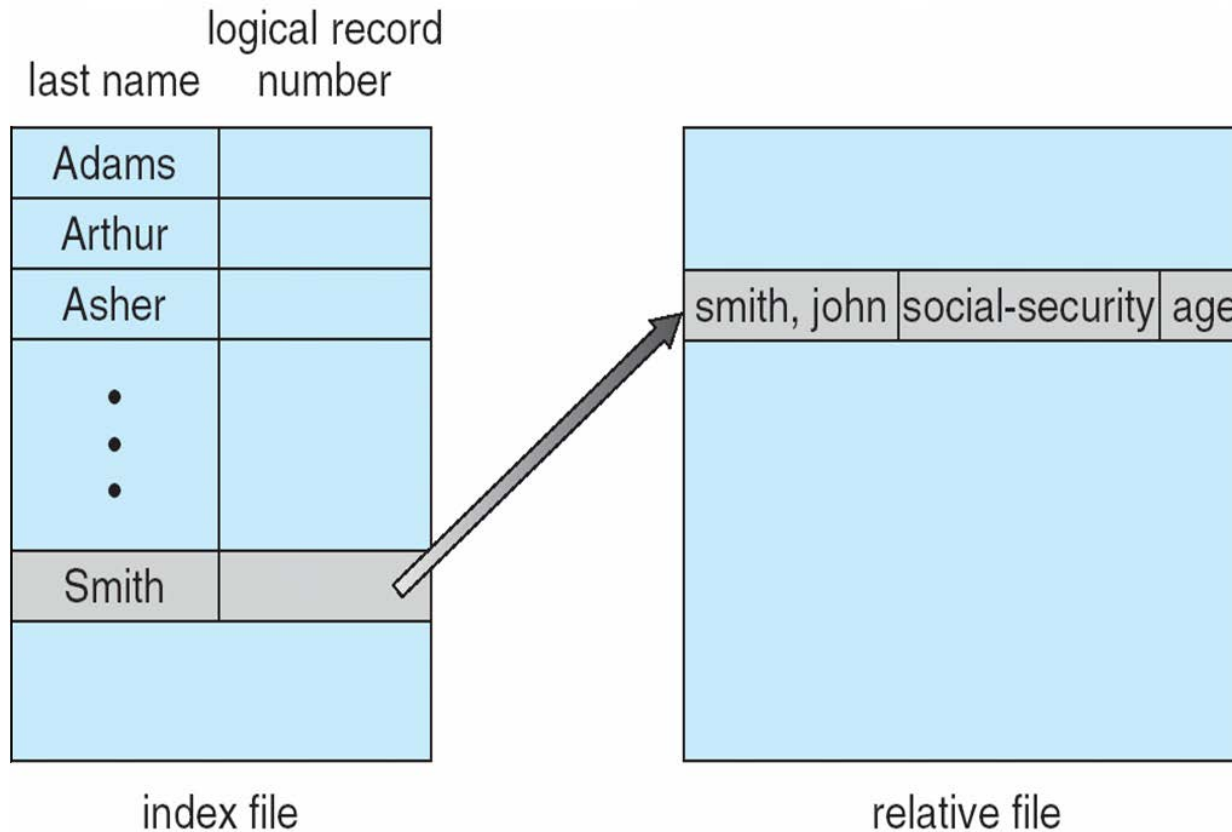 logical record
last name number
Adams
Arthur
Asher
Smith
smith, john social-security age
index file relative file